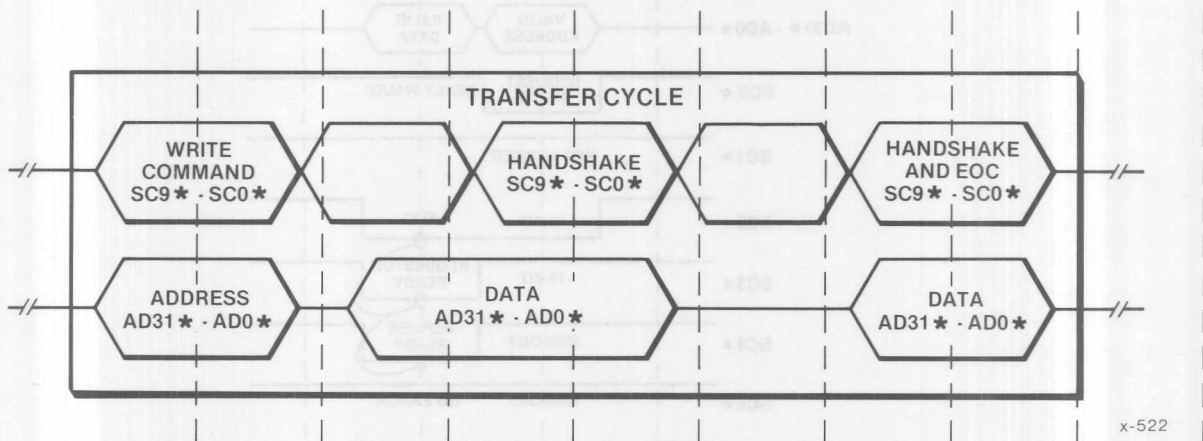 TRANSFER CYCLE
WRITE
COMMAND
SC9* - SC0*
HANDSHAKE
SC9* - SC0*
HANDSHAKE
AND EOC
SC9* - SC0*
ADDRESS
AD31* - AD0*
DATA
AD31* - AD0*
DATA
AD31* - AD0*
x-522